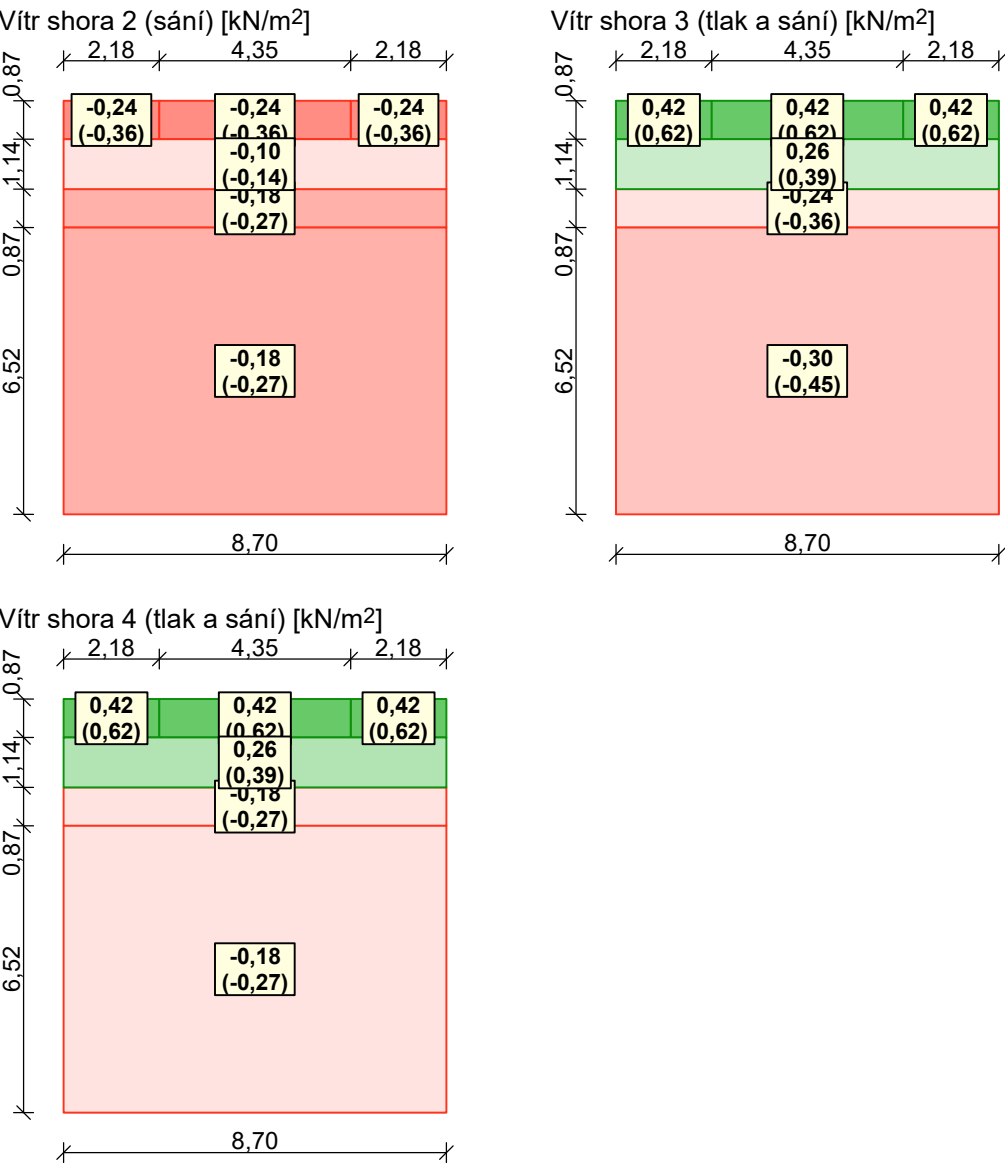 Vítr shora 2 (sání) [kN/m2]
2,18 4,35 2,18
0,87
-0,24 -0,24 -0,24
(-0,36) (-0,36) (-0,36)
1,14
-0,10
(-0,14)
-0,18
(-0,27)
0,87
6,52
-0,18
(-0,27)
8,70
Vítr shora 3 (tlak a sání) [kN/m2]
2,18 4,35 2,18
0,87
0,42 0,42 0,42
(0,62) (0,62) (0,62)
1,14
0,26
(0,39)
-0,24
(-0,36)
0,87
6,52
-0,30
(-0,45)
8,70
Vítr shora 4 (tlak a sání) [kN/m2]
2,18 4,35 2,18
0,87
0,42 0,42 0,42
(0,62) (0,62) (0,62)
1,14
0,26
(0,39)
-0,18
(-0,27)
0,87
6,52
-0,18
(-0,27)
8,70